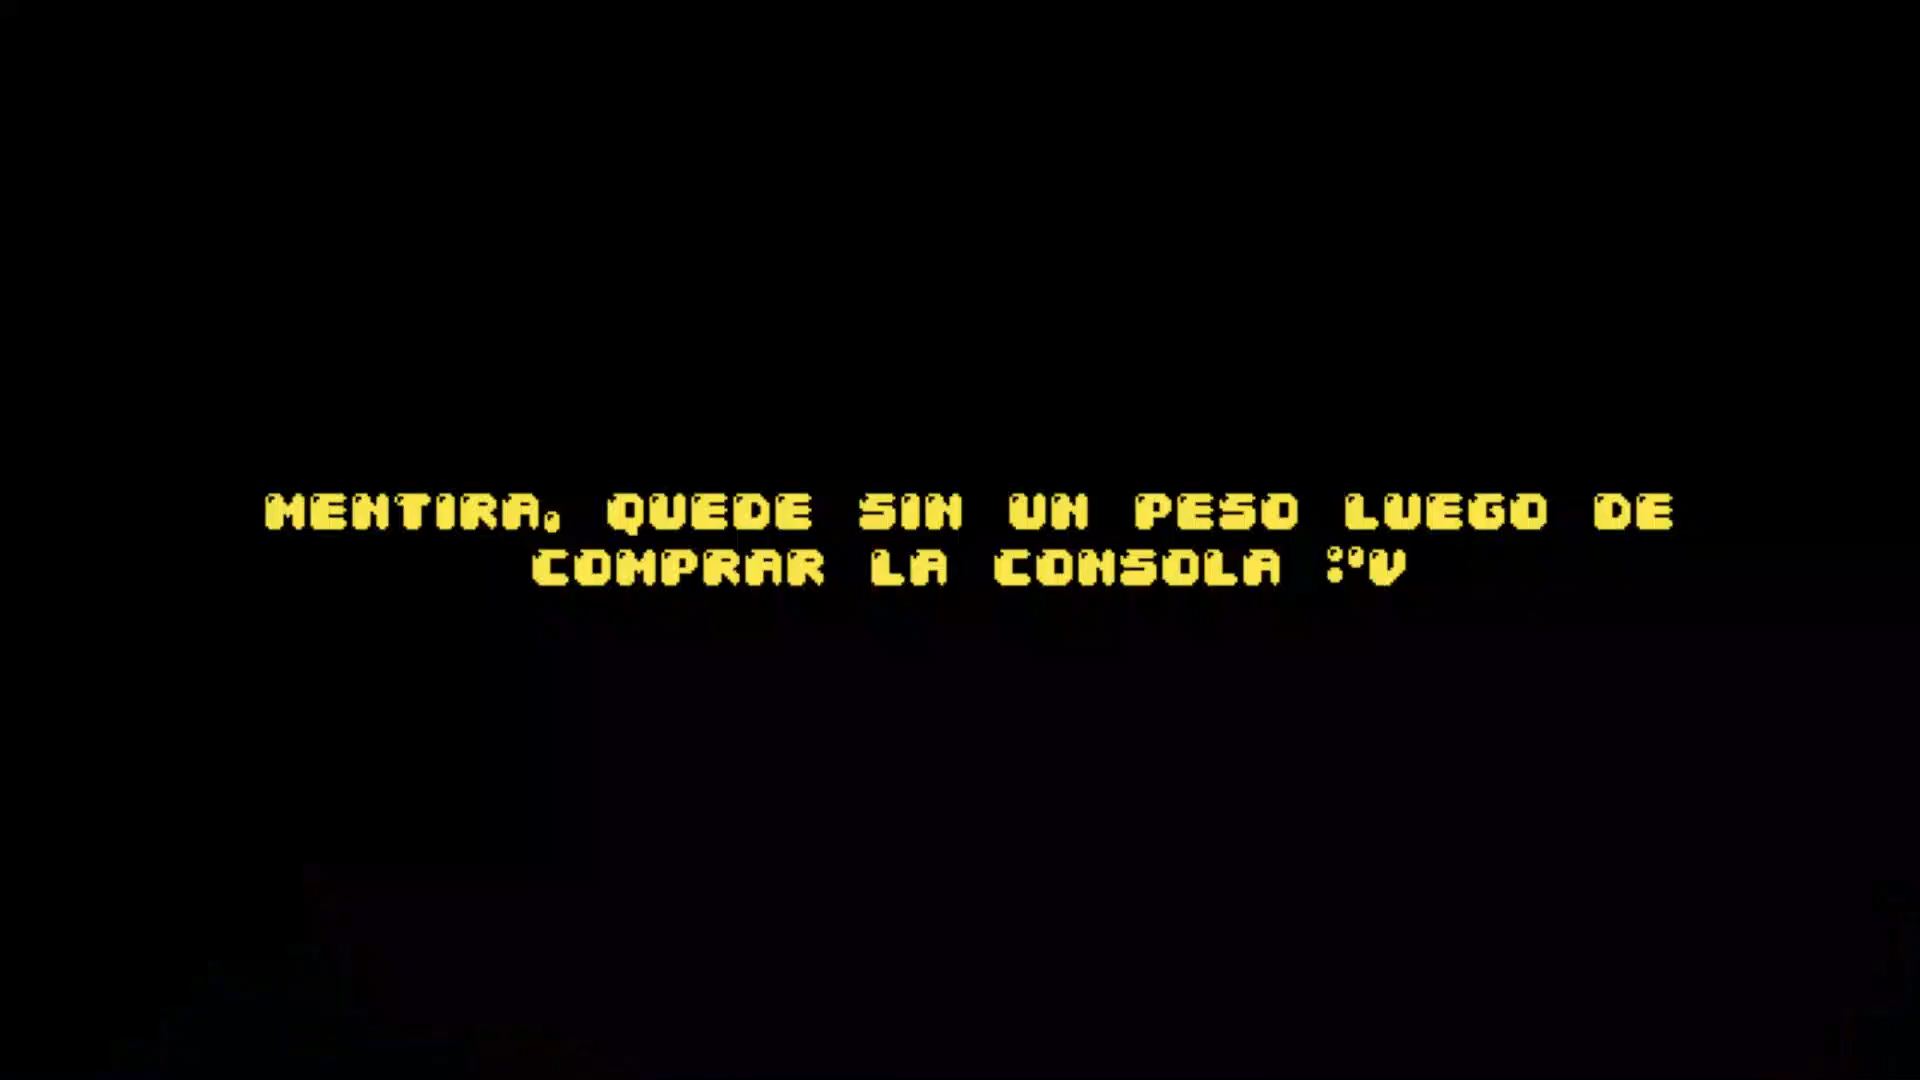 MENTIRA, QUEDE SIN UN PESO LUEGO DE
COMPRAR LA CONSOLA :"V